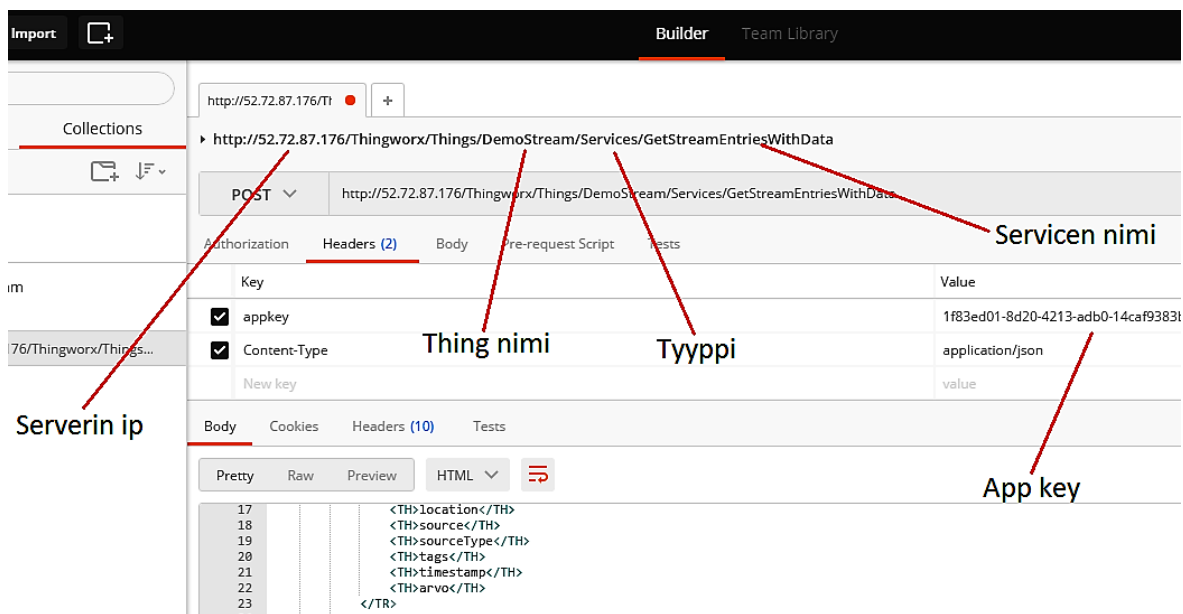 Import
Builder Team Library
http://52.72.87.176/Th +
Collections
http://52.72.87.176/Thingworx/Things/DemoStream/Services/GetStreamEntriesWithData
POST http://52.72.87.176/Thingworx/Things/DemoStream/Services/GetStreamEntriesWithData
Servicen nimi
Authorization Headers (2) Body Pre-request Script Tests
Key Value
appkey 1f83ed01-8d20-4213-adb0-14caf9383b
76/Thingworx/Things... Content-Type application/json
Thing nimi Tyyppi
New key value
Serverin ip
Body Cookies Headers (10) Tests
Pretty Raw Preview HTML
App key
17 <TH>location</TH>
18 <TH>source</TH>
19 <TH>sourceType</TH>
20 <TH>tags</TH>
21 <TH>timestamp</TH>
22 <TH>arvo</TH>
23 </TR>